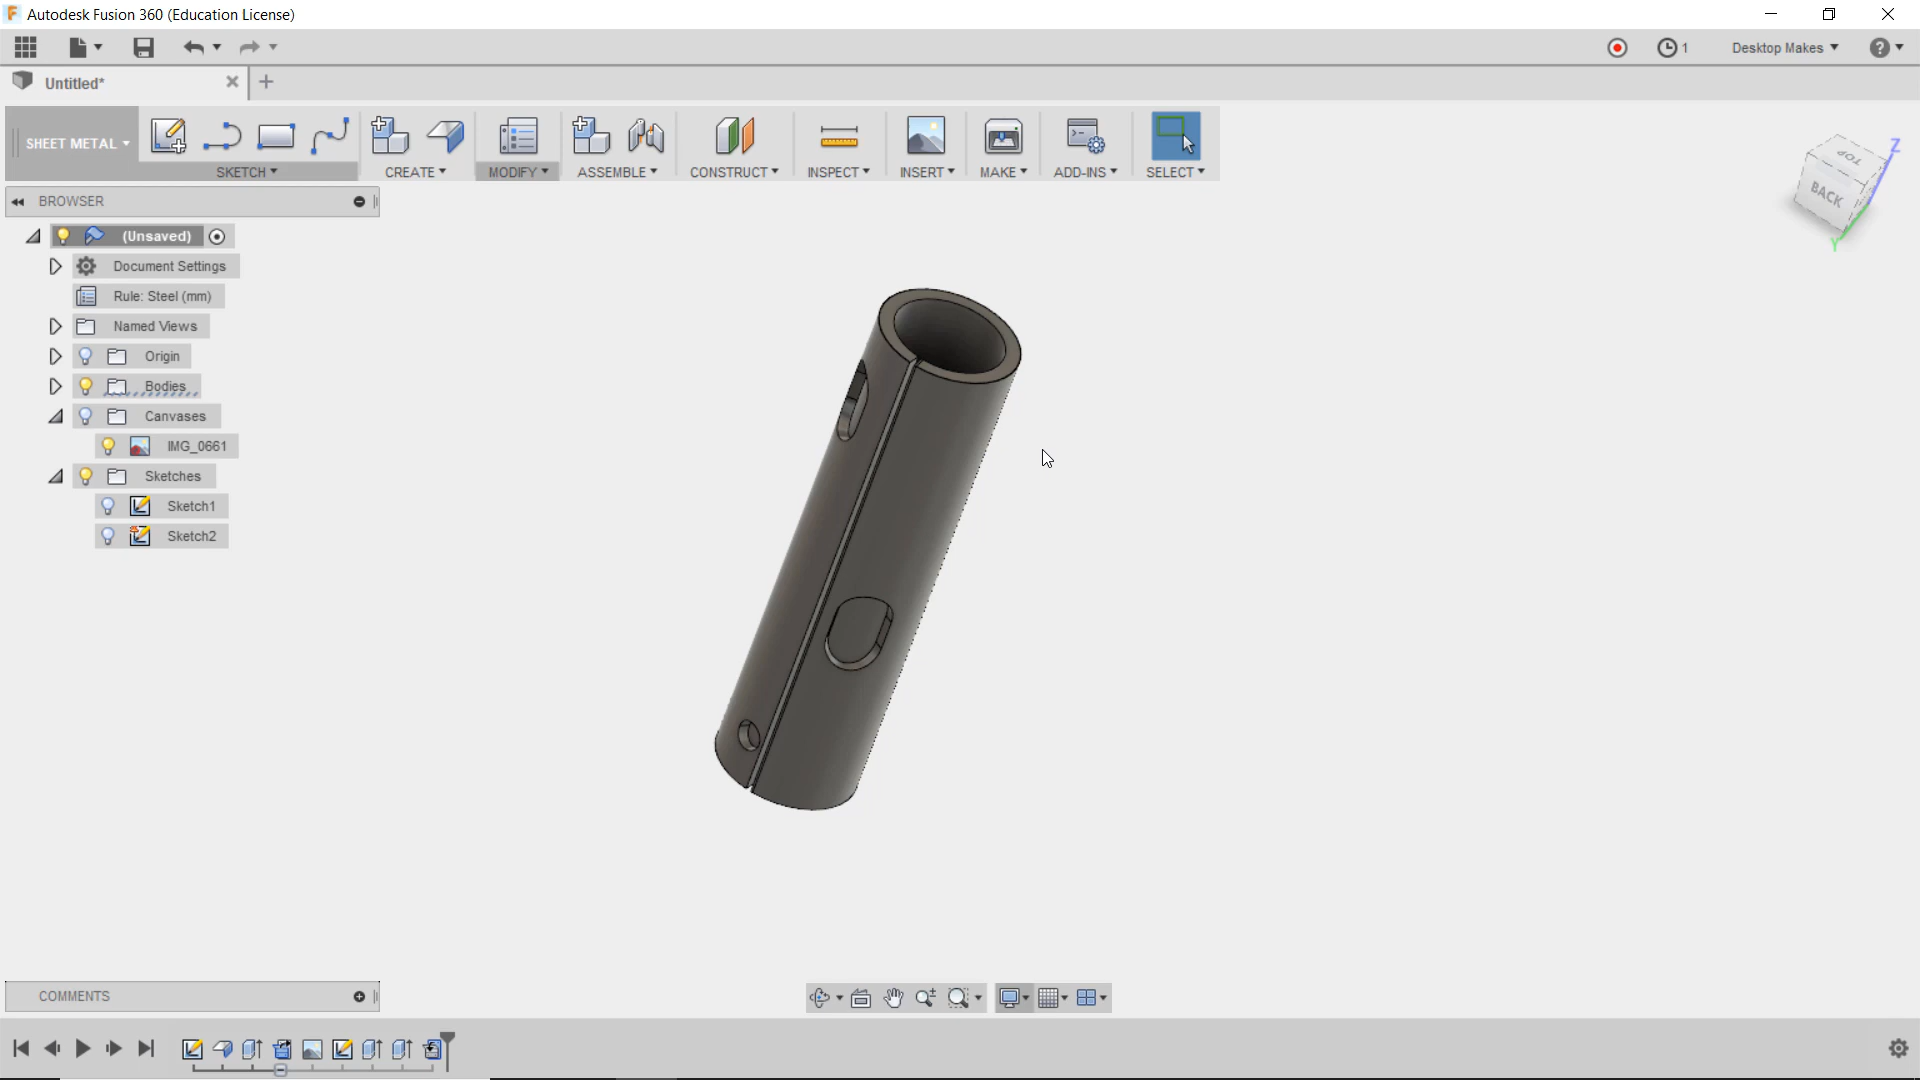 Autodesk Fusion 360 (Education License)
1
Desktop Makes
Untitled*
SHEET METAL
SKETCH
CREATE
MODIFY
ASSEMBLE
CONSTRUCT
INSPECT
INSERT
MAKE
ADD-INS
SELECT
BROWSER
TOP
BACK
Z
Y
(Unsaved)
Document Settings
Rule: Steel (mm)
Named Views
Origin
Bodies
Canvases
IMG_0661
Sketches
Sketch1
Sketch2
COMMENTS